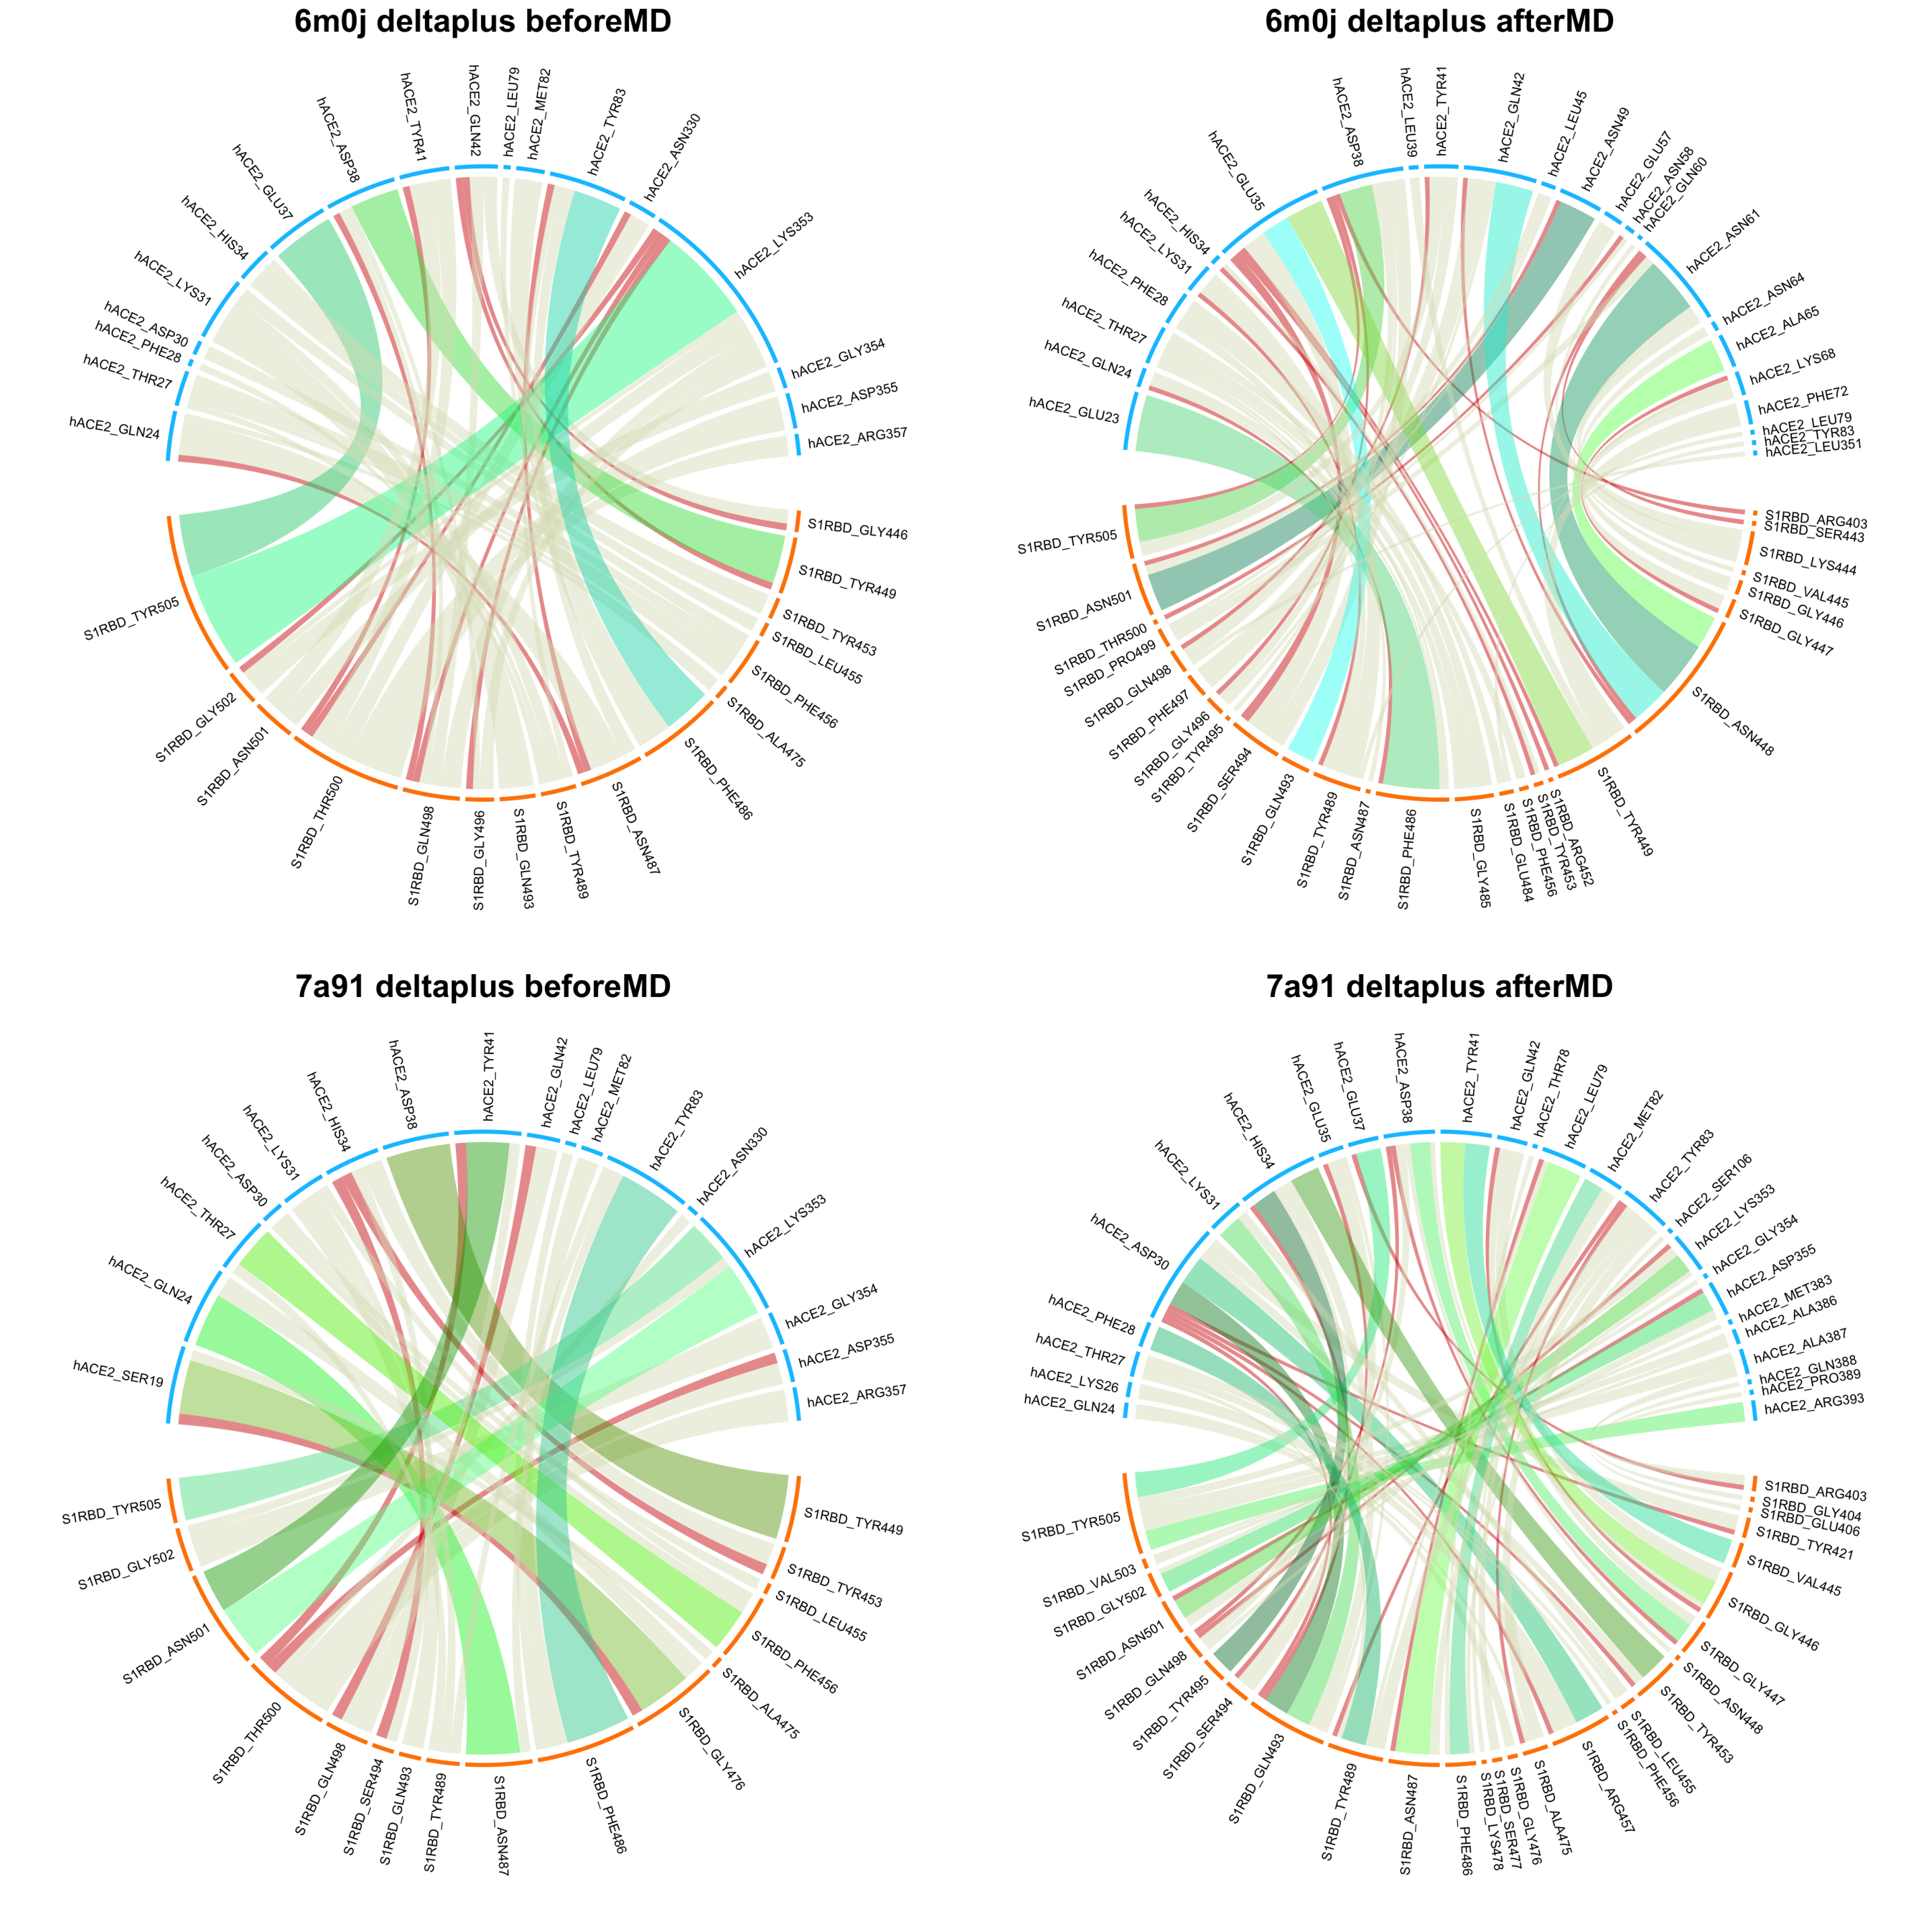 6m0j deltaplus beforeMD
hACE2_GLN24
hACE2_THR27
hACE2_PHE28
hACE2_ASP30
hACE2_LYS31
hACE2_HIS34
hACE2_GLU37
hACE2_ASP38
hACE2_TYR41
hACE2_GLN42
hACE2_LEU79
hACE2_MET82
hACE2_TYR83
hACE2_ASN330
hACE2_LYS353
hACE2_GLY354
hACE2_ASP355
hACE2_ARG357
S1RBD_GLY446
S1RBD_TYR449
S1RBD_TYR453
S1RBD_LEU455
S1RBD_PHE456
S1RBD_ALA475
S1RBD_PHE486
S1RBD_ASN487
S1RBD_TYR489
S1RBD_GLN493
S1RBD_GLY496
S1RBD_GLN498
S1RBD_THR500
S1RBD_ASN501
S1RBD_GLY502
S1RBD_TYR505
6m0j deltaplus afterMD
hACE2_GLU23
hACE2_GLN24
hACE2_THR27
hACE2_PHE28
hACE2_LYS31
hACE2_HIS34
hACE2_GLU35
hACE2_ASP38
hACE2_LEU39
hACE2_TYR41
hACE2_GLN42
hACE2_LEU45
hACE2_ASN49
hACE2_GLU57
hACE2_ASN58
hACE2_GLN60
hACE2_ASN61
hACE2_ASN64
hACE2_ALA65
hACE2_LYS68
hACE2_PHE72
hACE2_LEU79
hACE2_TYR83
hACE2_LEU351
S1RBD_ARG403
S1RBD_SER443
S1RBD_LYS444
S1RBD_VAL445
S1RBD_GLY446
S1RBD_GLY447
S1RBD_ASN448
S1RBD_TYR449
S1RBD_ARG452
S1RBD_TYR453
S1RBD_PHE456
S1RBD_GLU484
S1RBD_GLY485
S1RBD_PHE486
S1RBD_ASN487
S1RBD_TYR489
S1RBD_GLN493
S1RBD_SER494
S1RBD_TYR495
S1RBD_GLY496
S1RBD_PHE497
S1RBD_GLN498
S1RBD_PRO499
S1RBD_THR500
S1RBD_ASN501
S1RBD_TYR505
7a91 deltaplus beforeMD
hACE2_SER19
hACE2_GLN24
hACE2_THR27
hACE2_ASP30
hACE2_LYS31
hACE2_HIS34
hACE2_ASP38
hACE2_TYR41
hACE2_GLN42
hACE2_LEU79
hACE2_MET82
hACE2_TYR83
hACE2_ASN330
hACE2_LYS353
hACE2_GLY354
hACE2_ASP355
hACE2_ARG357
S1RBD_TYR449
S1RBD_TYR453
S1RBD_LEU455
S1RBD_PHE456
S1RBD_ALA475
S1RBD_GLY476
S1RBD_PHE486
S1RBD_ASN487
S1RBD_TYR489
S1RBD_GLN493
S1RBD_SER494
S1RBD_GLN498
S1RBD_THR500
S1RBD_ASN501
S1RBD_GLY502
S1RBD_TYR505
7a91 deltaplus afterMD
hACE2_GLN24
hACE2_LYS26
hACE2_THR27
hACE2_PHE28
hACE2_ASP30
hACE2_LYS31
hACE2_HIS34
hACE2_GLU35
hACE2_GLU37
hACE2_ASP38
hACE2_TYR41
hACE2_GLN42
hACE2_THR78
hACE2_LEU79
hACE2_MET82
hACE2_TYR83
hACE2_SER106
hACE2_LYS353
hACE2_GLY354
hACE2_ASP355
hACE2_MET383
hACE2_ALA386
hACE2_ALA387
hACE2_GLN388
hACE2_PRO389
hACE2_ARG393
S1RBD_ARG403
S1RBD_GLY404
S1RBD_GLU406
S1RBD_TYR421
S1RBD_VAL445
S1RBD_GLY446
S1RBD_GLY447
S1RBD_ASN448
S1RBD_TYR453
S1RBD_LEU455
S1RBD_PHE456
S1RBD_ARG457
S1RBD_ALA475
S1RBD_GLY476
S1RBD_SER477
S1RBD_LYS478
S1RBD_PHE486
S1RBD_ASN487
S1RBD_TYR489
S1RBD_GLN493
S1RBD_SER494
S1RBD_TYR495
S1RBD_GLN498
S1RBD_ASN501
S1RBD_GLY502
S1RBD_VAL503
S1RBD_TYR505